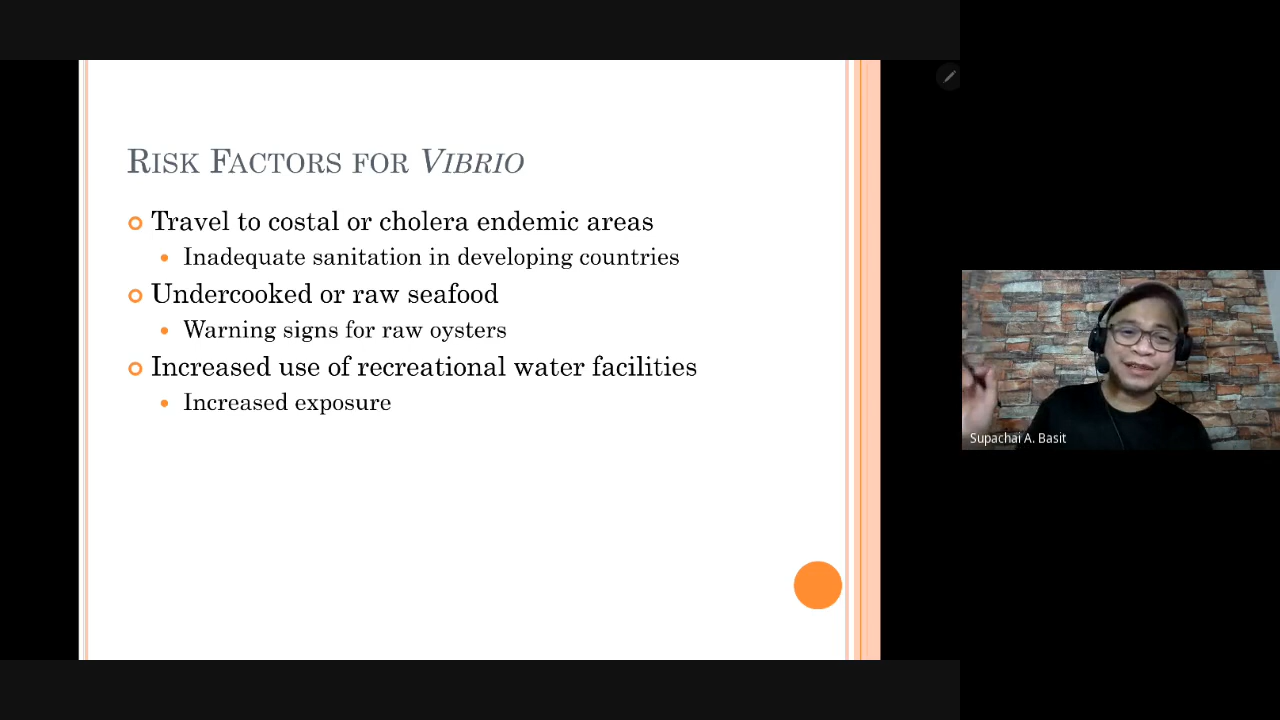 RISK FACTORS FOR VIBRIO
Travel to costal or cholera endemic areas
Inadequate sanitation in developing countries
Undercooked or raw seafood
Warning signs for raw oysters
Increased use of recreational water facilities
Increased exposure
Supachai A. Basit